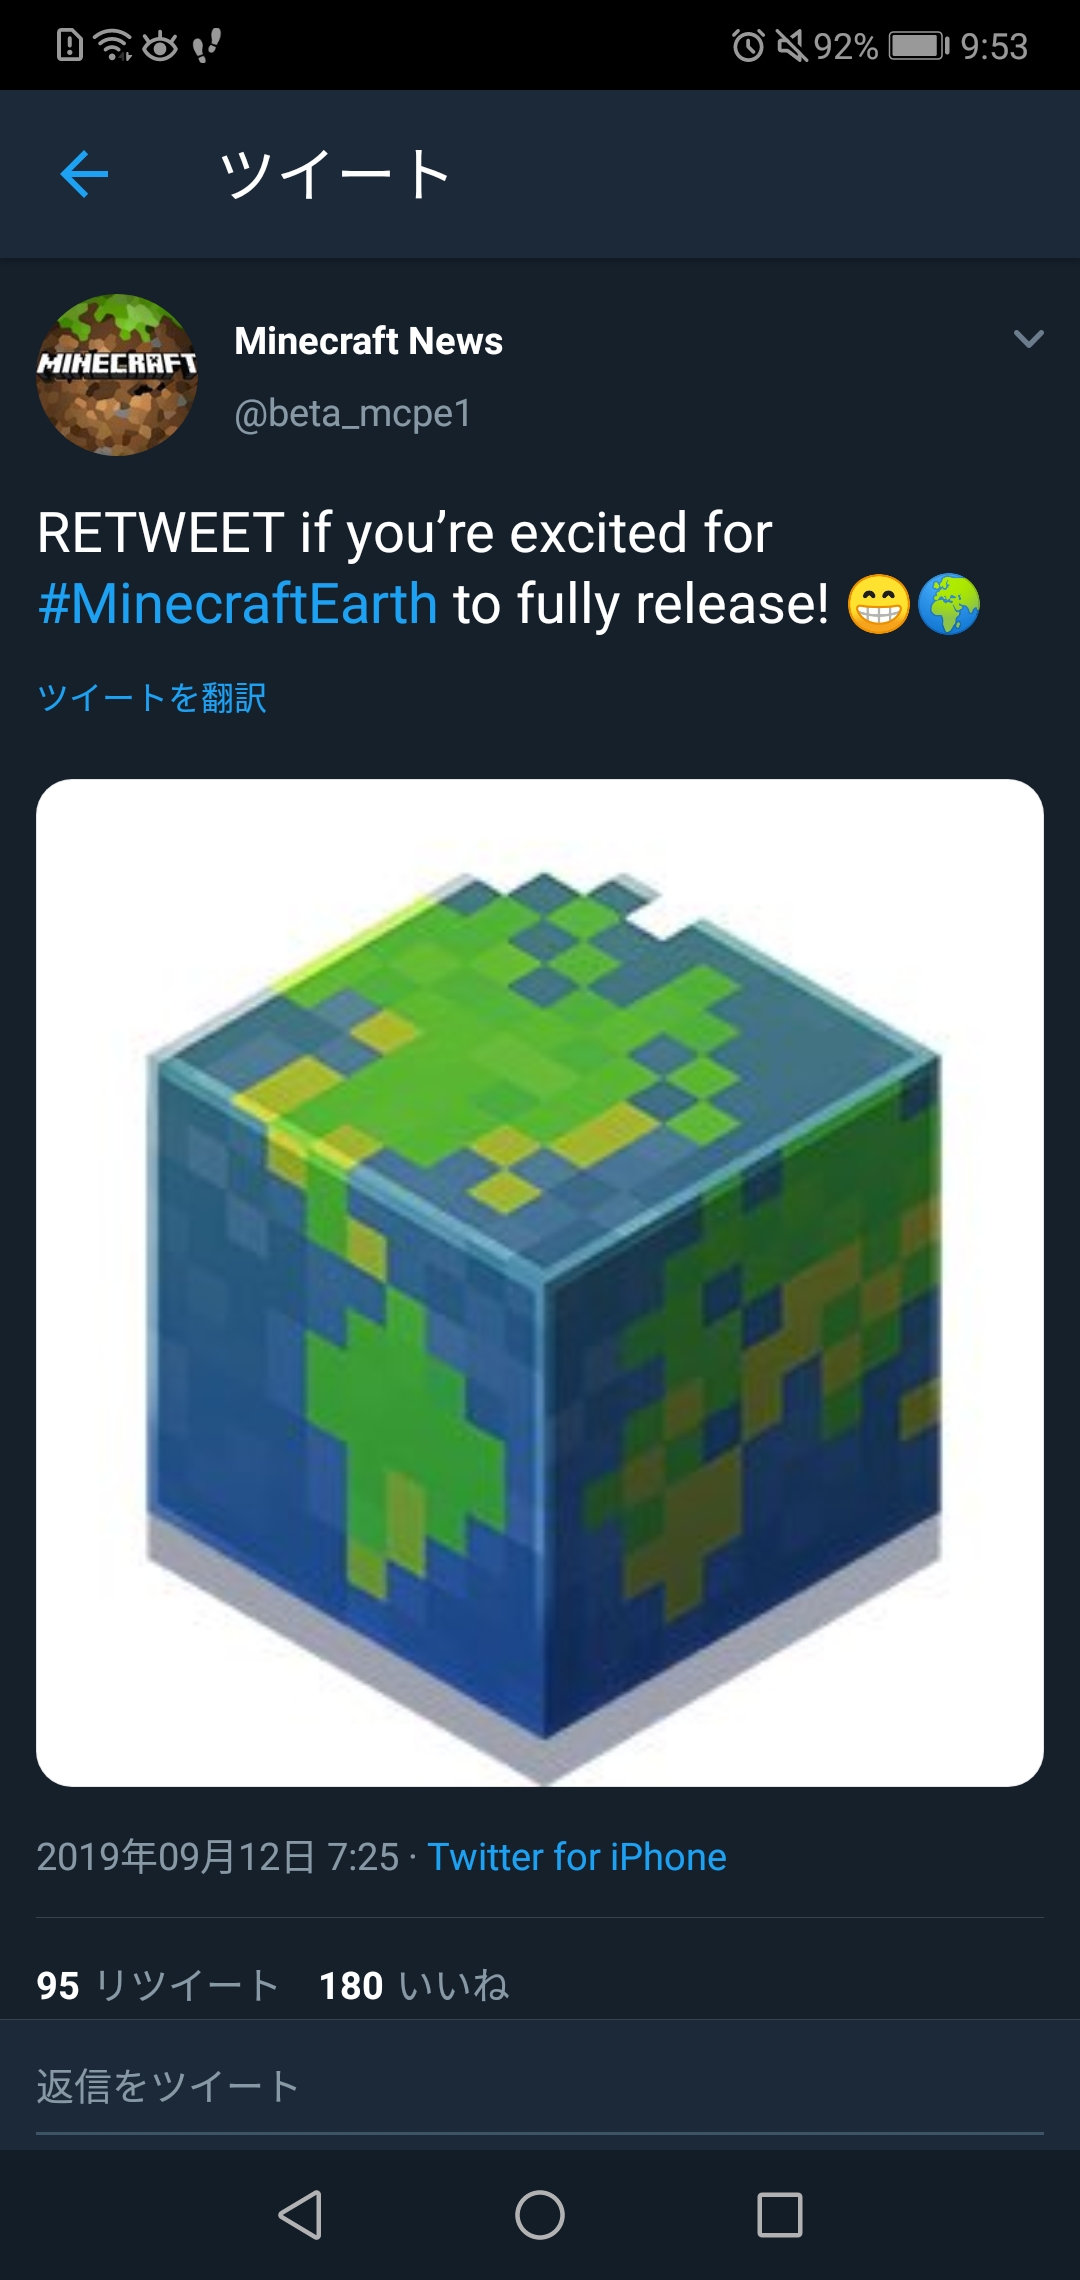 92% 9:53
ツイート
MINECRAFT
Minecraft News
@beta_mcpe1
RETWEET if you’re excited for
#MinecraftEarth to fully release! 😁🌍
ツイートを翻訳
2019年09月12日 7:25 · Twitter for iPhone
95 リツイート 180 いいね
返信をツイート